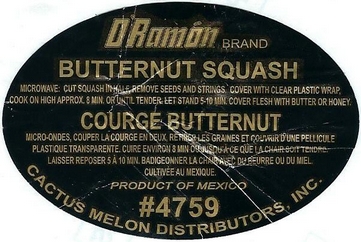 DRamón BRAND
BUTTERNUT SQUASH
MICROWAVE: CUT SQUASH IN HALF, REMOVE SEEDS AND STRINGS. COVER WITH CLEAR PLASTIC WRAP,
COOK ON HIGH APPROX. 8 MIN. OR UNTIL TENDER. LET STAND 5-10 MIN. COVER FLESH WITH BUTTER OR HONEY.
COURGE BUTTERNUT
MICRO-ONDES, COUPER LA COURGE EN DEUX. RETIRER LES GRAINES ET COUVRIR D'UNE PELLICULE
PLASTIQUE TRANSPARENTE. CUIRE ENVIRON 8 MIN OU JUSQU'À CE QUE LA CHAIR SOIT TENDRE.
LAISSER REPOSER 5 À 10 MIN. BADIGEONNER LA CHAIR AVEC DU BEURRE OU DU MIEL.
CULTIVÉE AU MEXIQUE.
PRODUCT OF MEXICO
#4759
CACTUS MELON DISTRIBUTORS, INC.